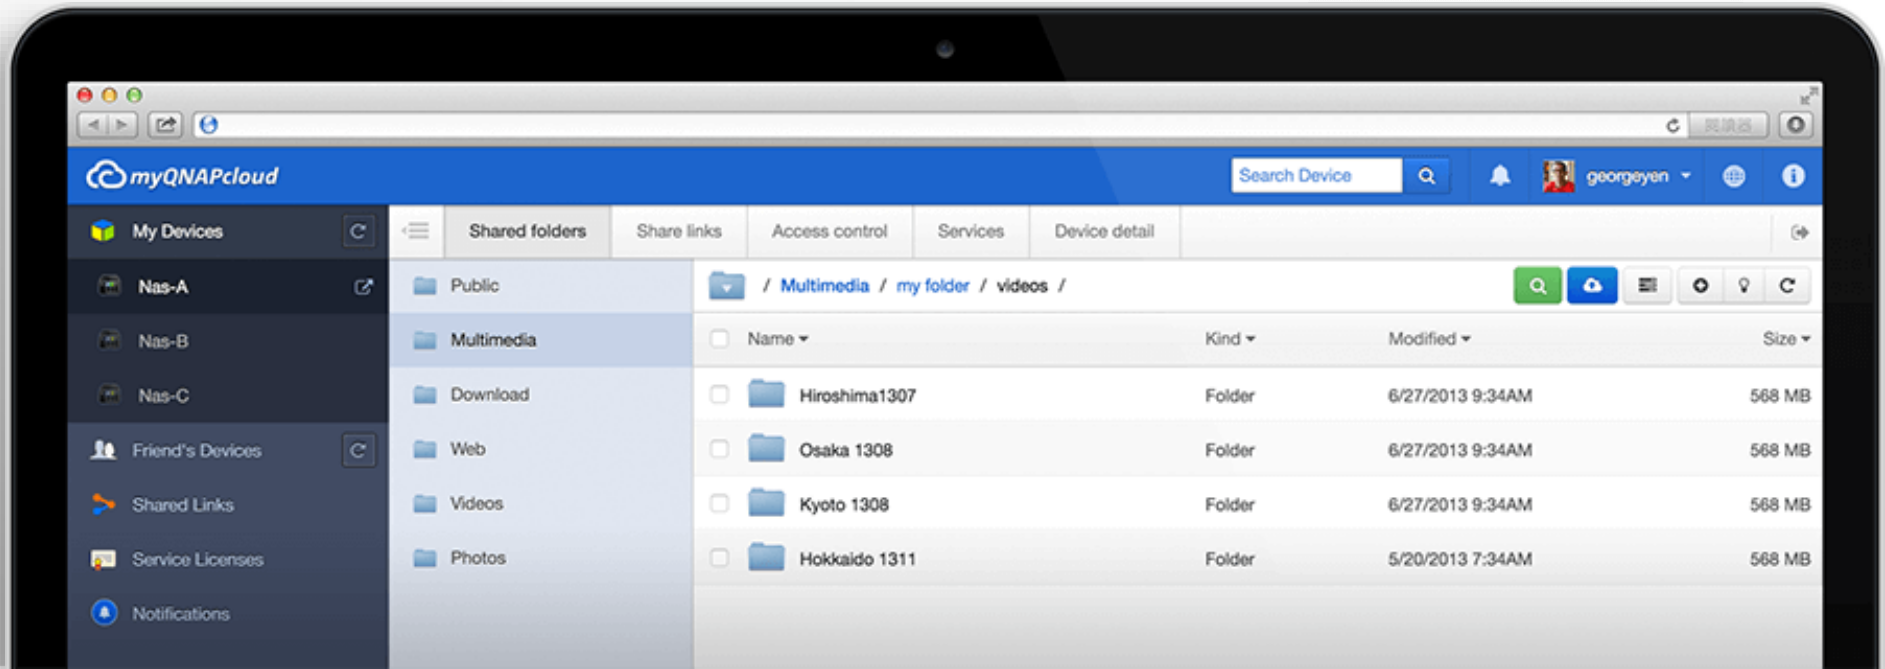 閱讀器
myQNAPcloud
Search Device
georgeyen
My Devices
Shared folders
Share links
Access control
Services
Device detail
Nas-A
Public
/ Multimedia / my folder / videos /
Nas-B
Multimedia
Name
Kind
Modified
Size
Nas-C
Download
Hiroshima1307
Folder
6/27/2013 9:34AM
568 MB
Friend's Devices
Web
Osaka 1308
Folder
6/27/2013 9:34AM
568 MB
Shared Links
Videos
Kyoto 1308
Folder
6/27/2013 9:34AM
568 MB
Service Licenses
Photos
Hokkaido 1311
Folder
5/20/2013 7:34AM
568 MB
Notifications